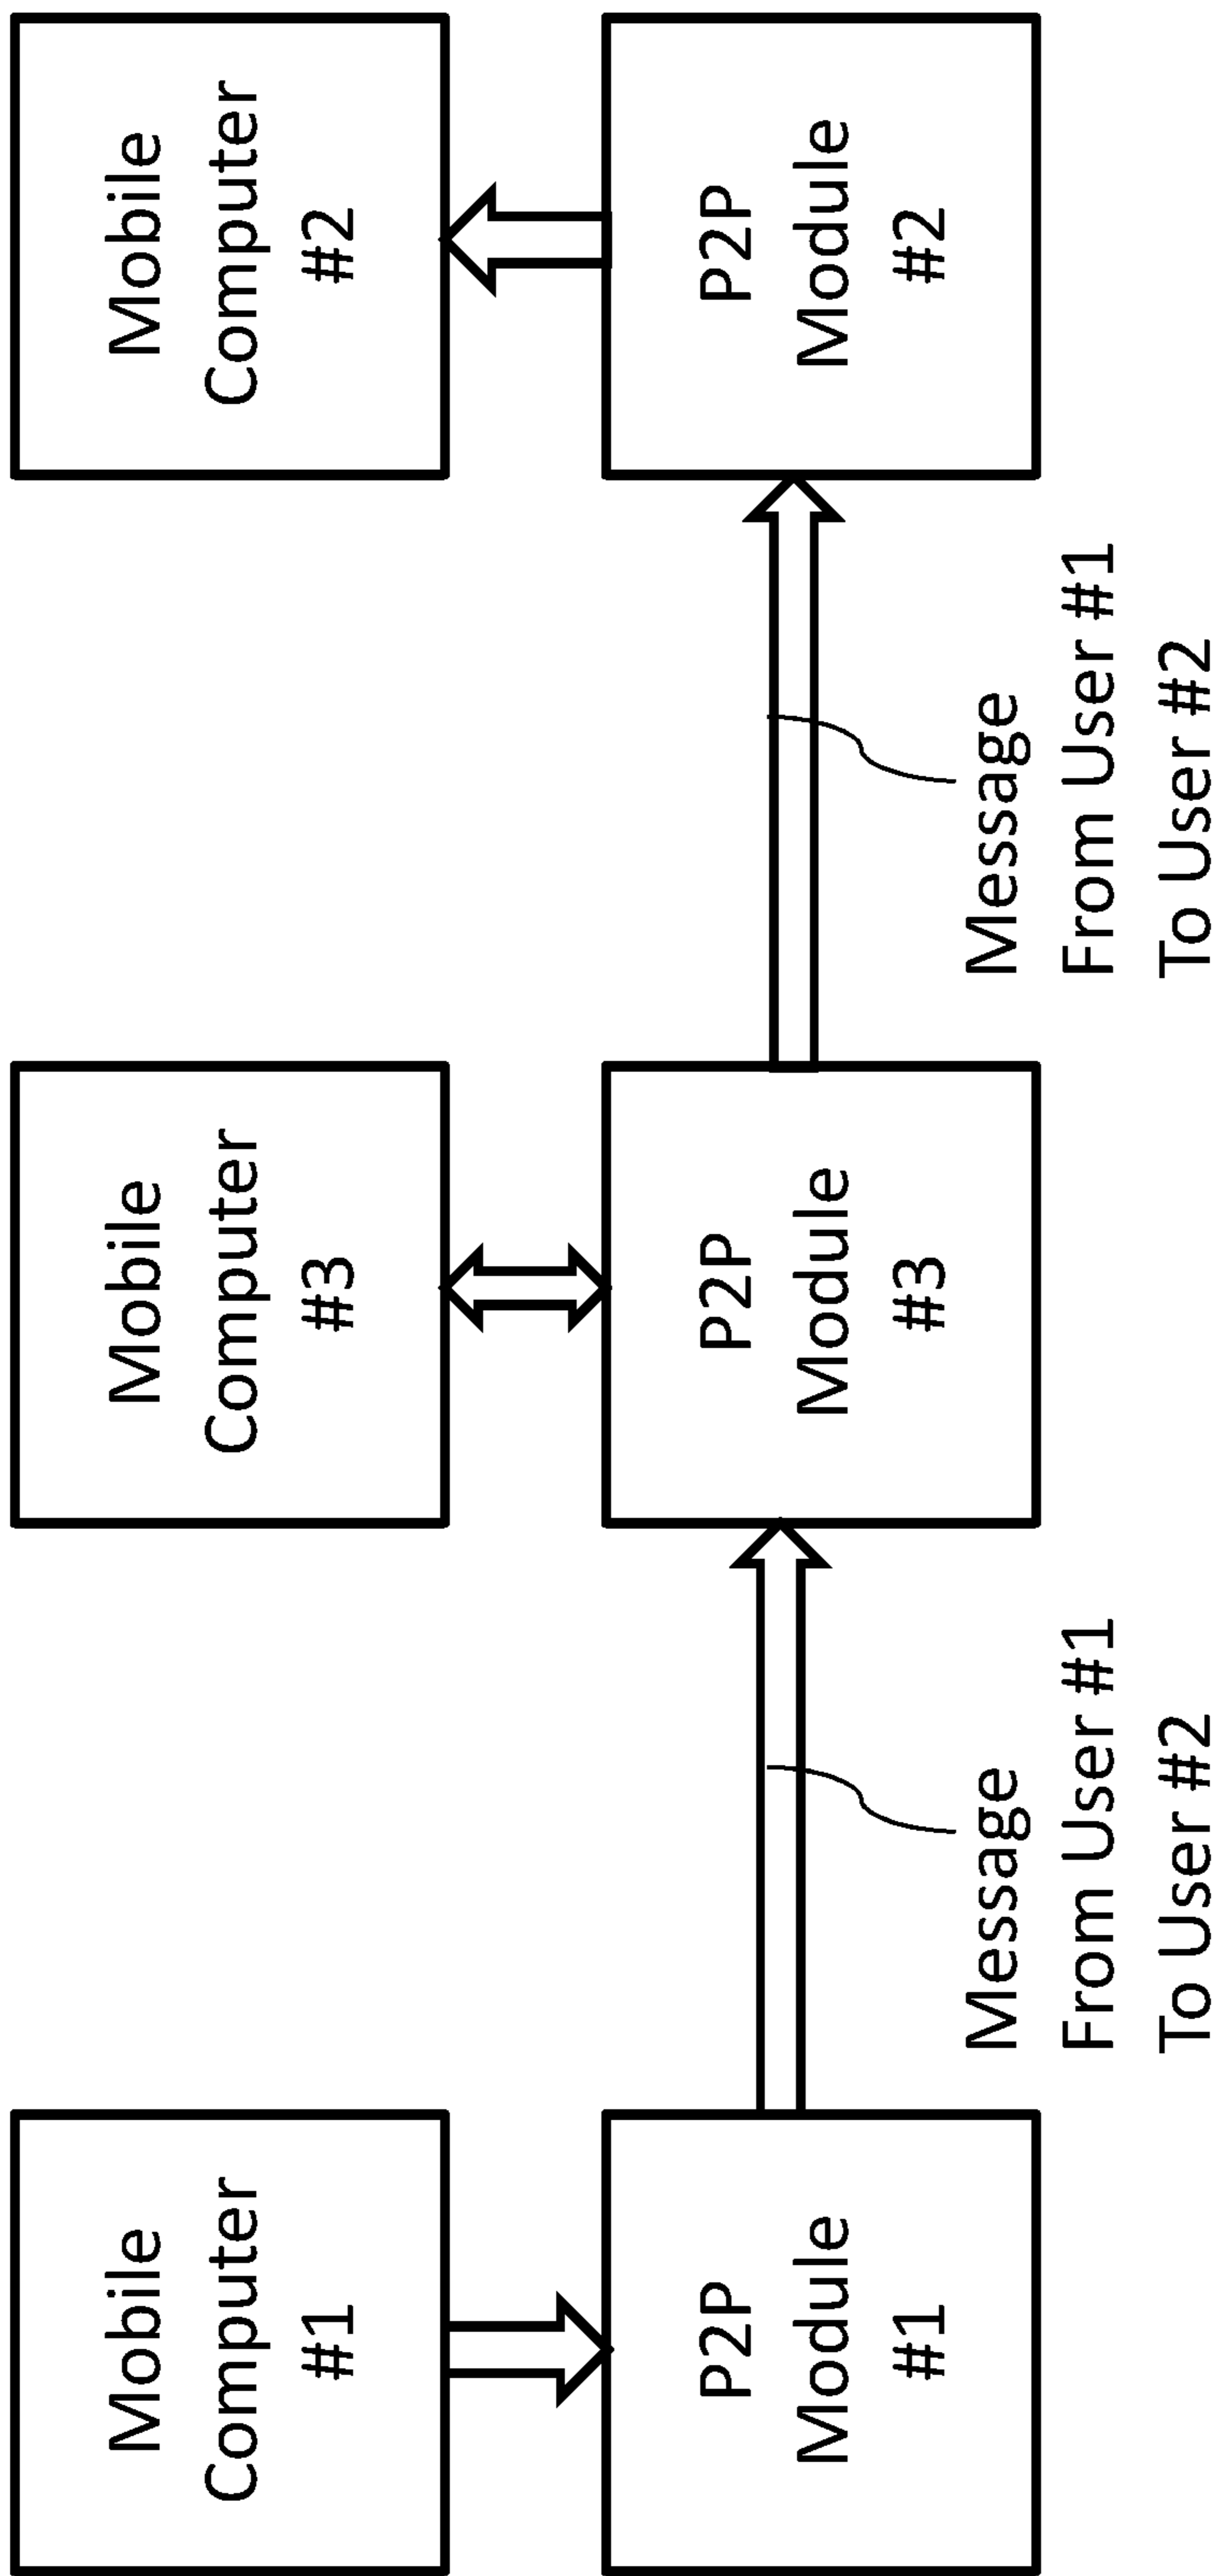 Mobile
Computer
#1
Mobile
Computer
#3
Mobile
Computer
#2
P2P
Module
#1
P2P
Module
#3
P2P
Module
#2
Message
From User #1
To User #2
Message
From User #1
To User #2